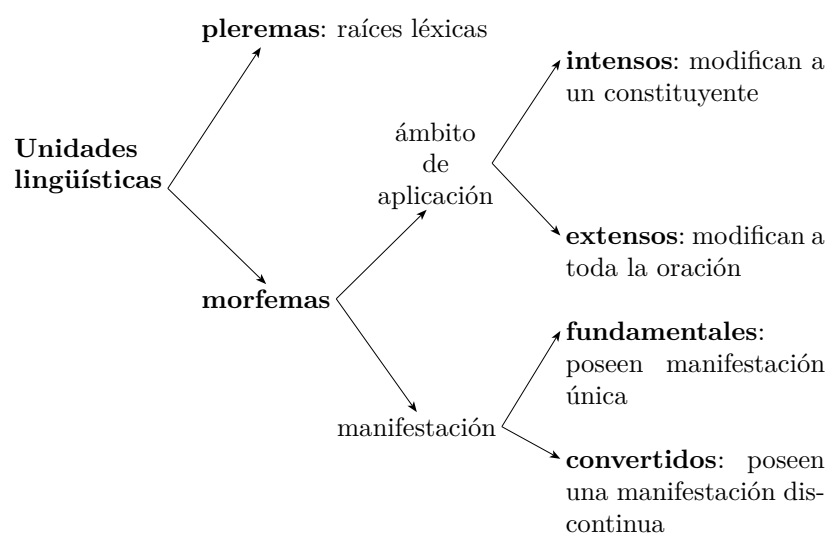 pleremas: raíces léxicas
intensos: modifican a
un constituyente
Unidades
lingüísticas
ámbito
de
aplicación
extensos: modifican a
toda la oración
morfemas
fundamentales:
poseen manifestación
única
manifestación
convertidos: poseen
una manifestación dis-
continua